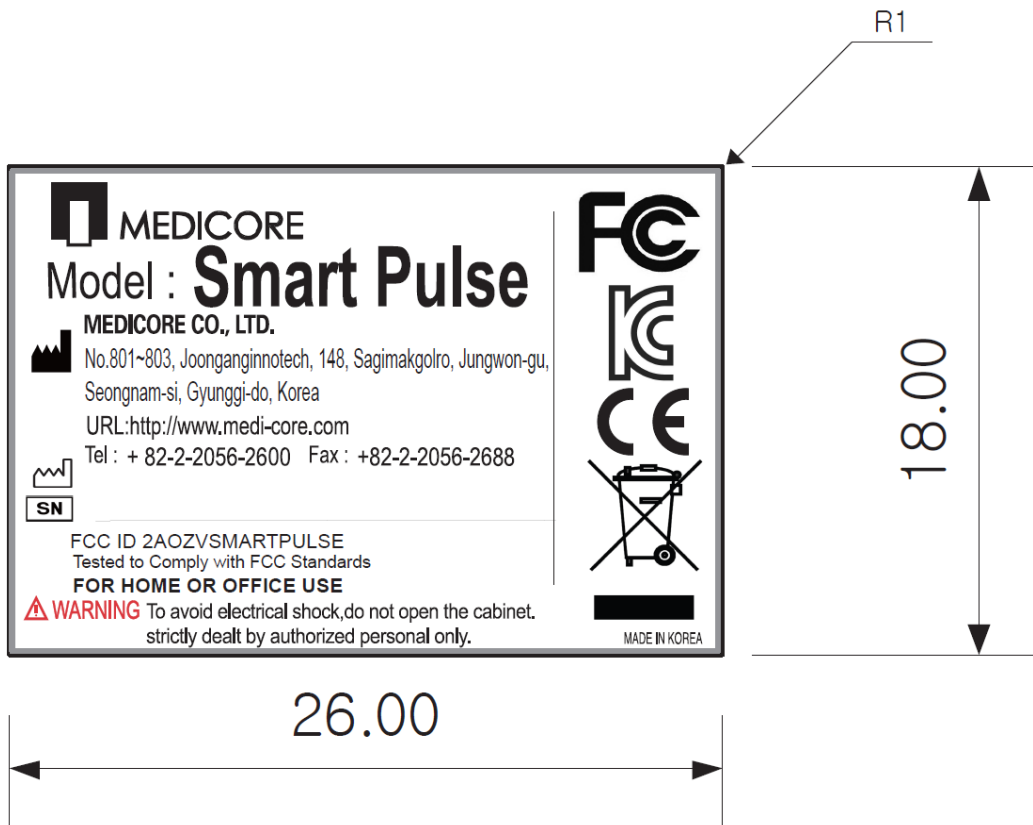 R1
MEDICORE
Model : Smart Pulse
MEDICORE CO., LTD.
No.801~803, Joonganginnotech, 148, Sagimakgolro, Jungwon-gu,
Seongnam-si, Gyunggi-do, Korea
URL:http://www.medi-core.com
Tel : + 82-2-2056-2600 Fax : +82-2-2056-2688
SN
FCC ID 2AOZVSMARTPULSE
Tested to Comply with FCC Standards
FOR HOME OR OFFICE USE
WARNING To avoid electrical shock,do not open the cabinet.
strictly dealt by authorized personal only.
FC
KC
CE
MADE IN KOREA
18.00
26.00